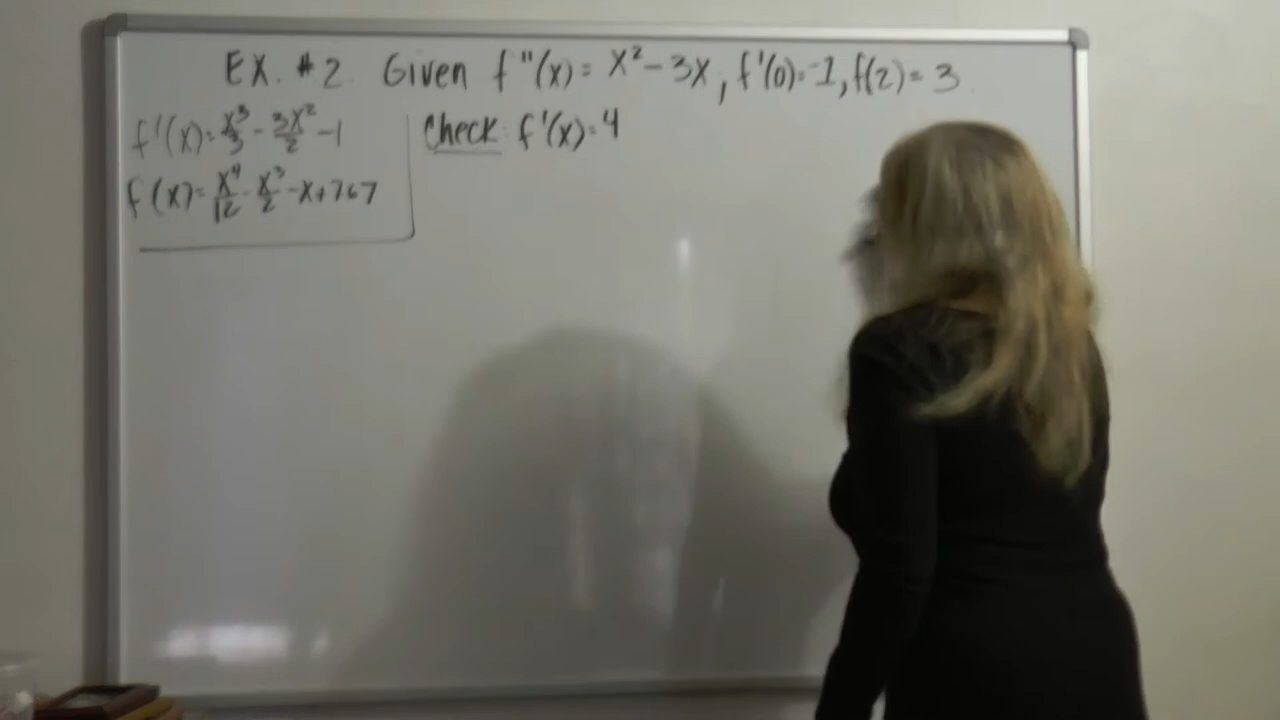 EX. #2 Given f"(x) = x² - 3x, f'(0) = -1, f(2) = 3
f'(x) = x³/3 - 3x²/2 - 1
f(x) = x⁴/12 - x³/2 - x + 7.67
Check: f'(x) = 4